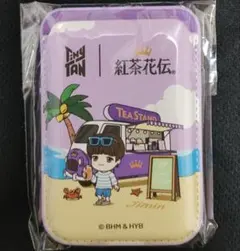 TinyTAN
紅茶花伝®
TEA STAND
Jimin
© BHM & HYB